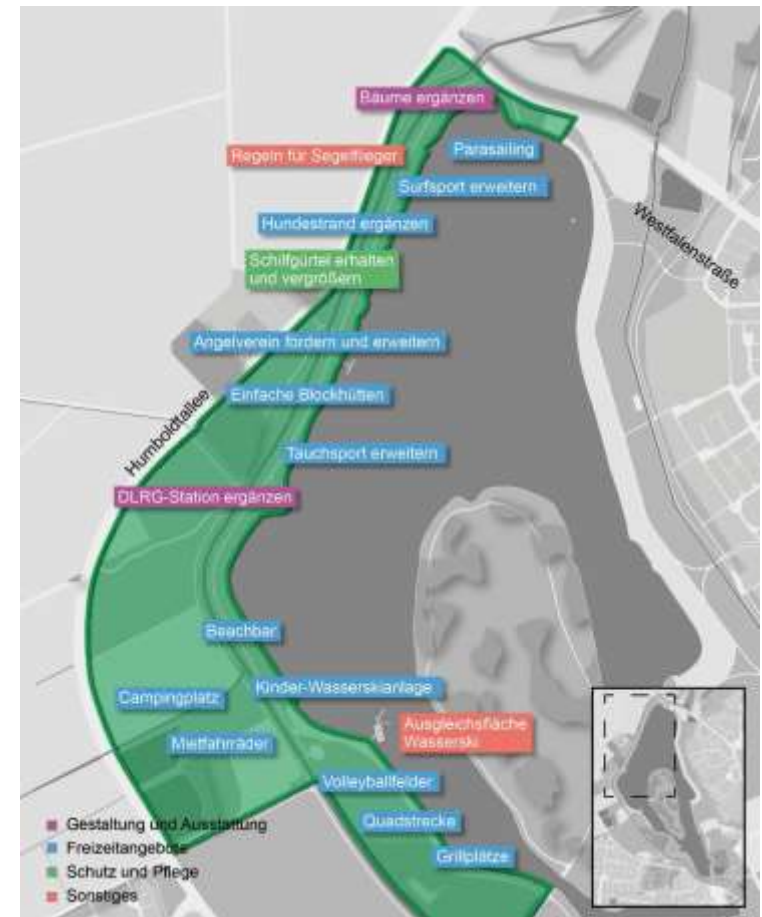 Bäume ergänzen
Parasailing
Regeln für Segelflieger
Surfsport erweitern
Westfalenstraße
Hundestrand ergänzen
Schilfgürtel erhalten
und vergrößern
Angelverein fördern und erweitern
Einfache Blockhütten
Humboldtallee
Tauchsport erweitern
DLRG-Station ergänzen
Beachbar
Kinder-Wasserskianlage
Campingplatz
Ausgleichsfläche
Wasserski
Mietfahrräder
Volleyballfelder
Quadstrecke
Grillplätze
Gestaltung und Ausstattung
Freizeitangebote
Schutz und Pflege
Sonstiges